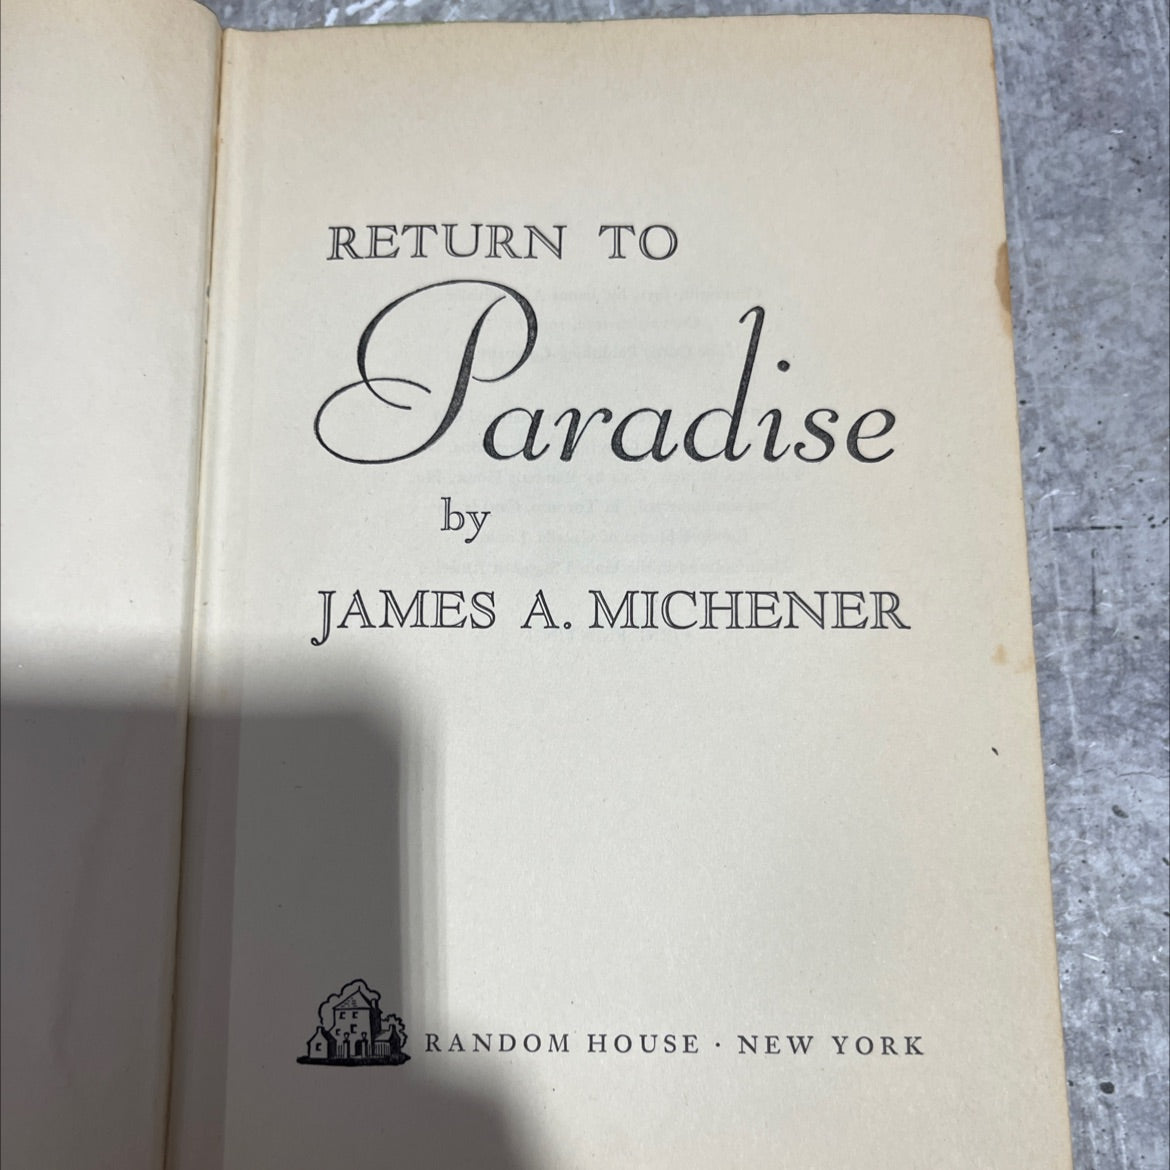 RETURN TO
Paradise
by
JAMES A. MICHENER
RANDOM HOUSE · NEW YORK